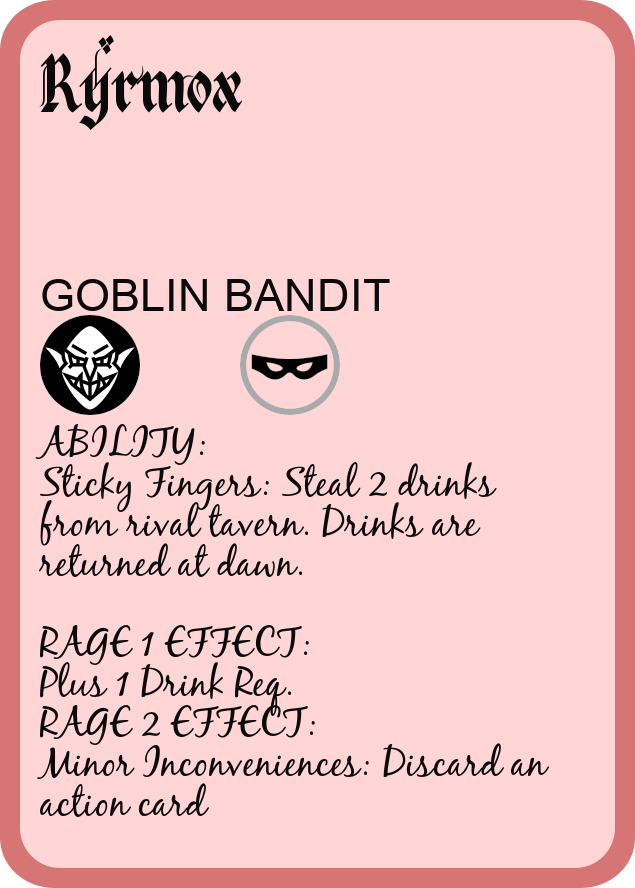 Rÿrmox
GOBLIN BANDIT
ABILITY:
Sticky Fingers: Steal 2 drinks
from rival tavern. Drinks are
returned at dawn.
RAGE 1 EFFECT:
Plus 1 Drink Req.
RAGE 2 EFFECT:
Minor Inconveniences: Discard an
action card